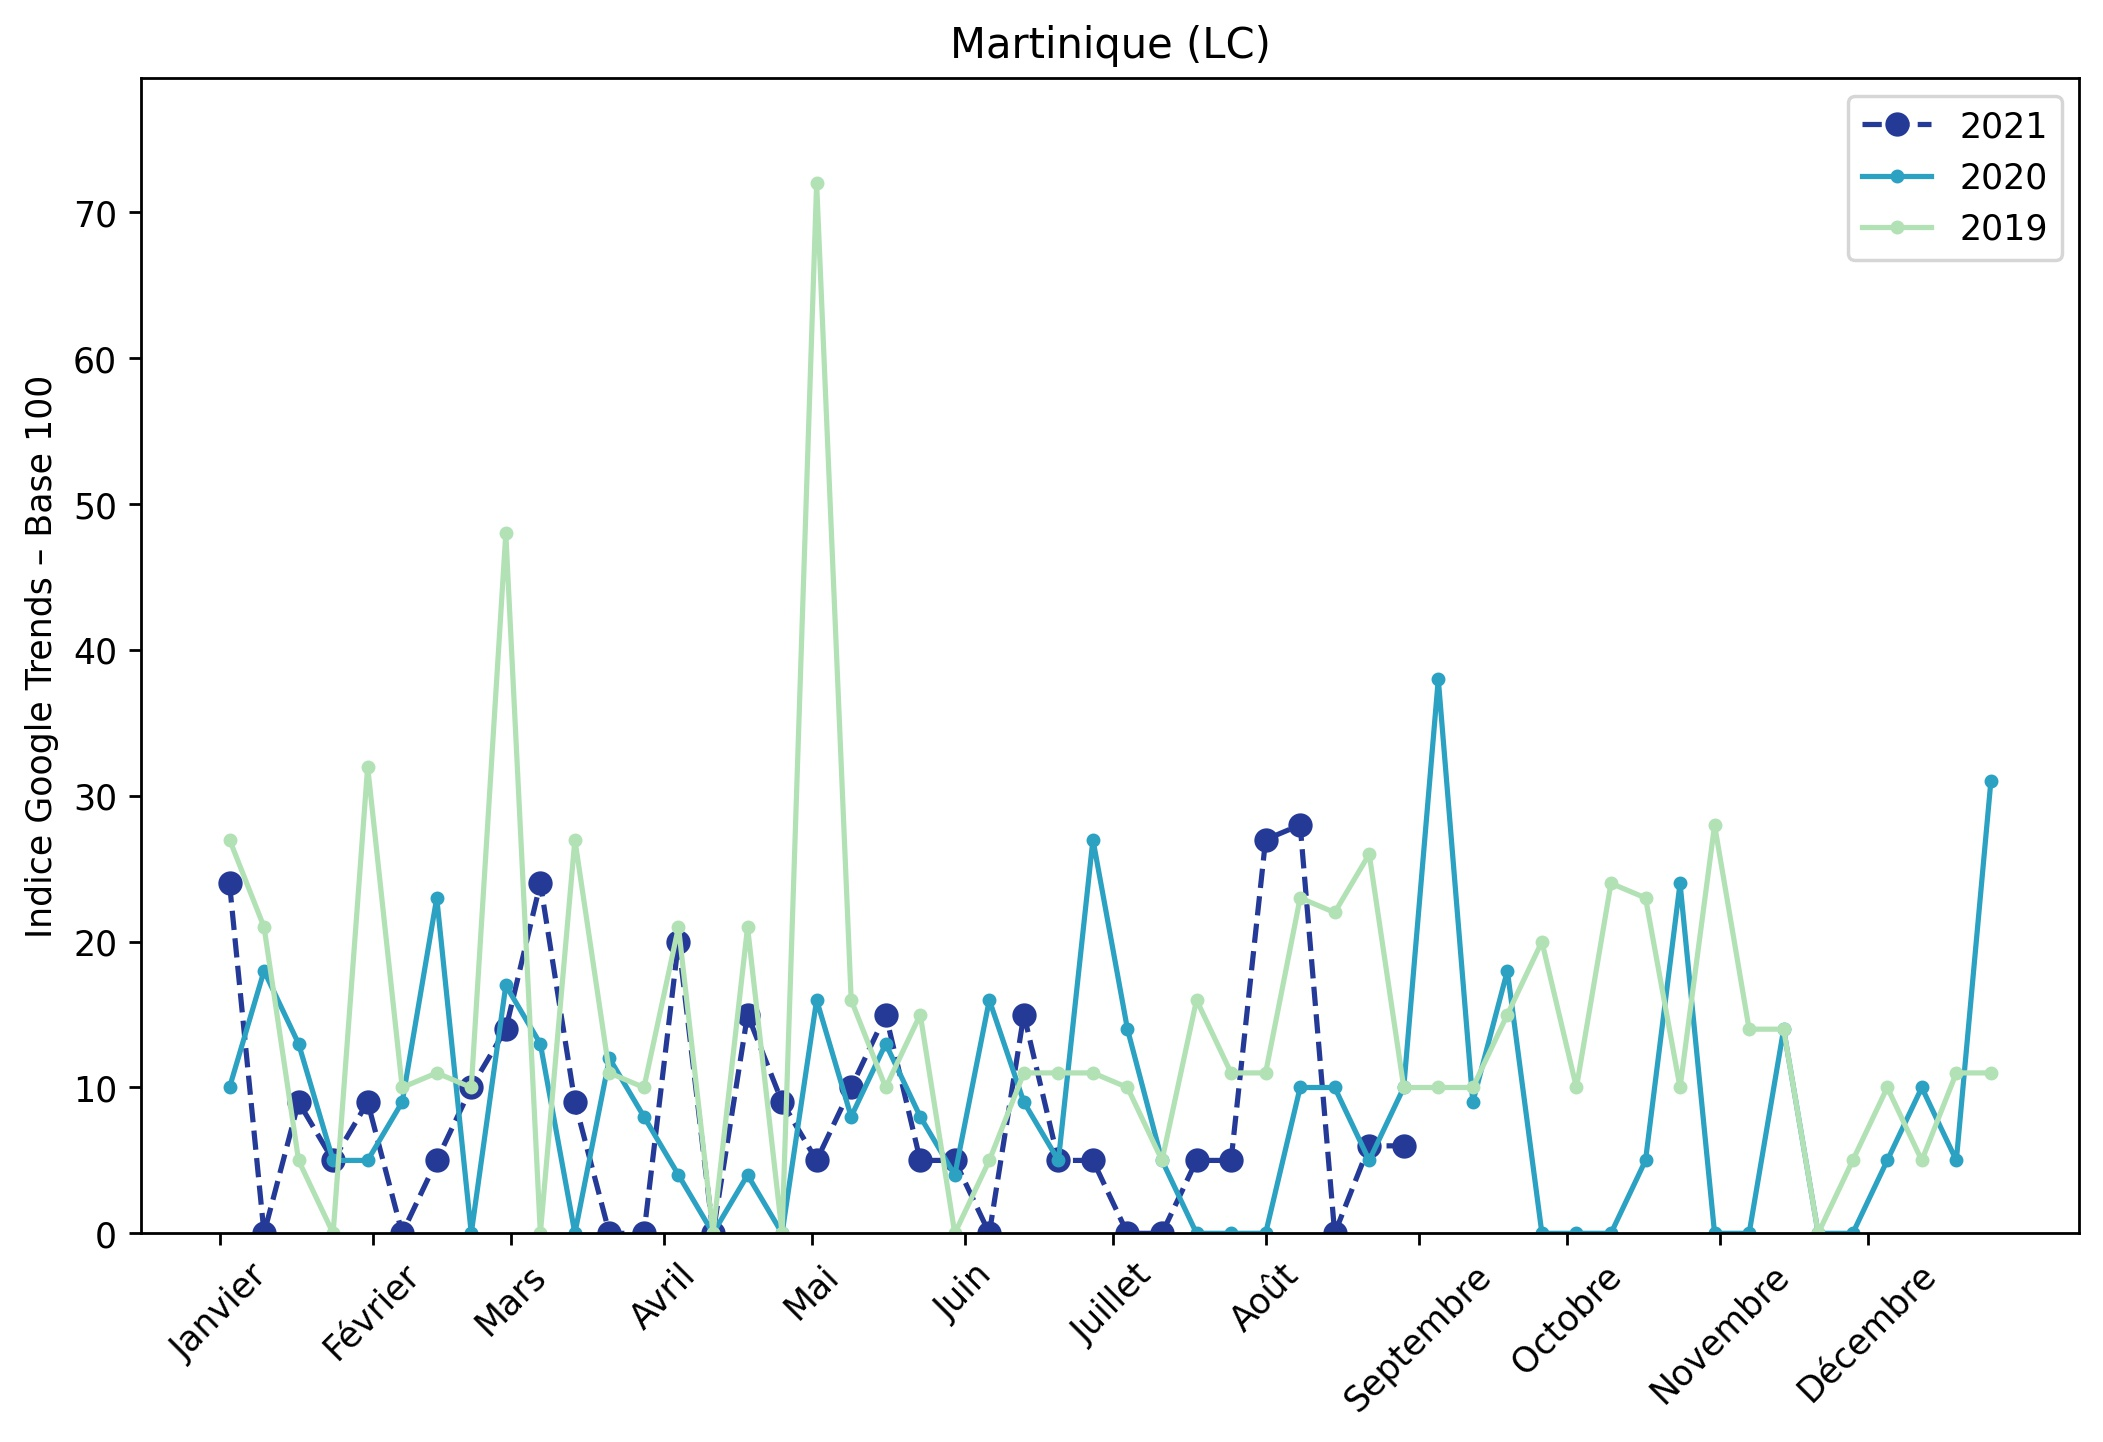 Martinique (LC)
2021
2020
2019
Indice Google Trends – Base 100
70
60
50
40
30
20
10
0
Janvier
Février
Mars
Avril
Mai
Juin
Juillet
Août
Septembre
Octobre
Novembre
Décembre